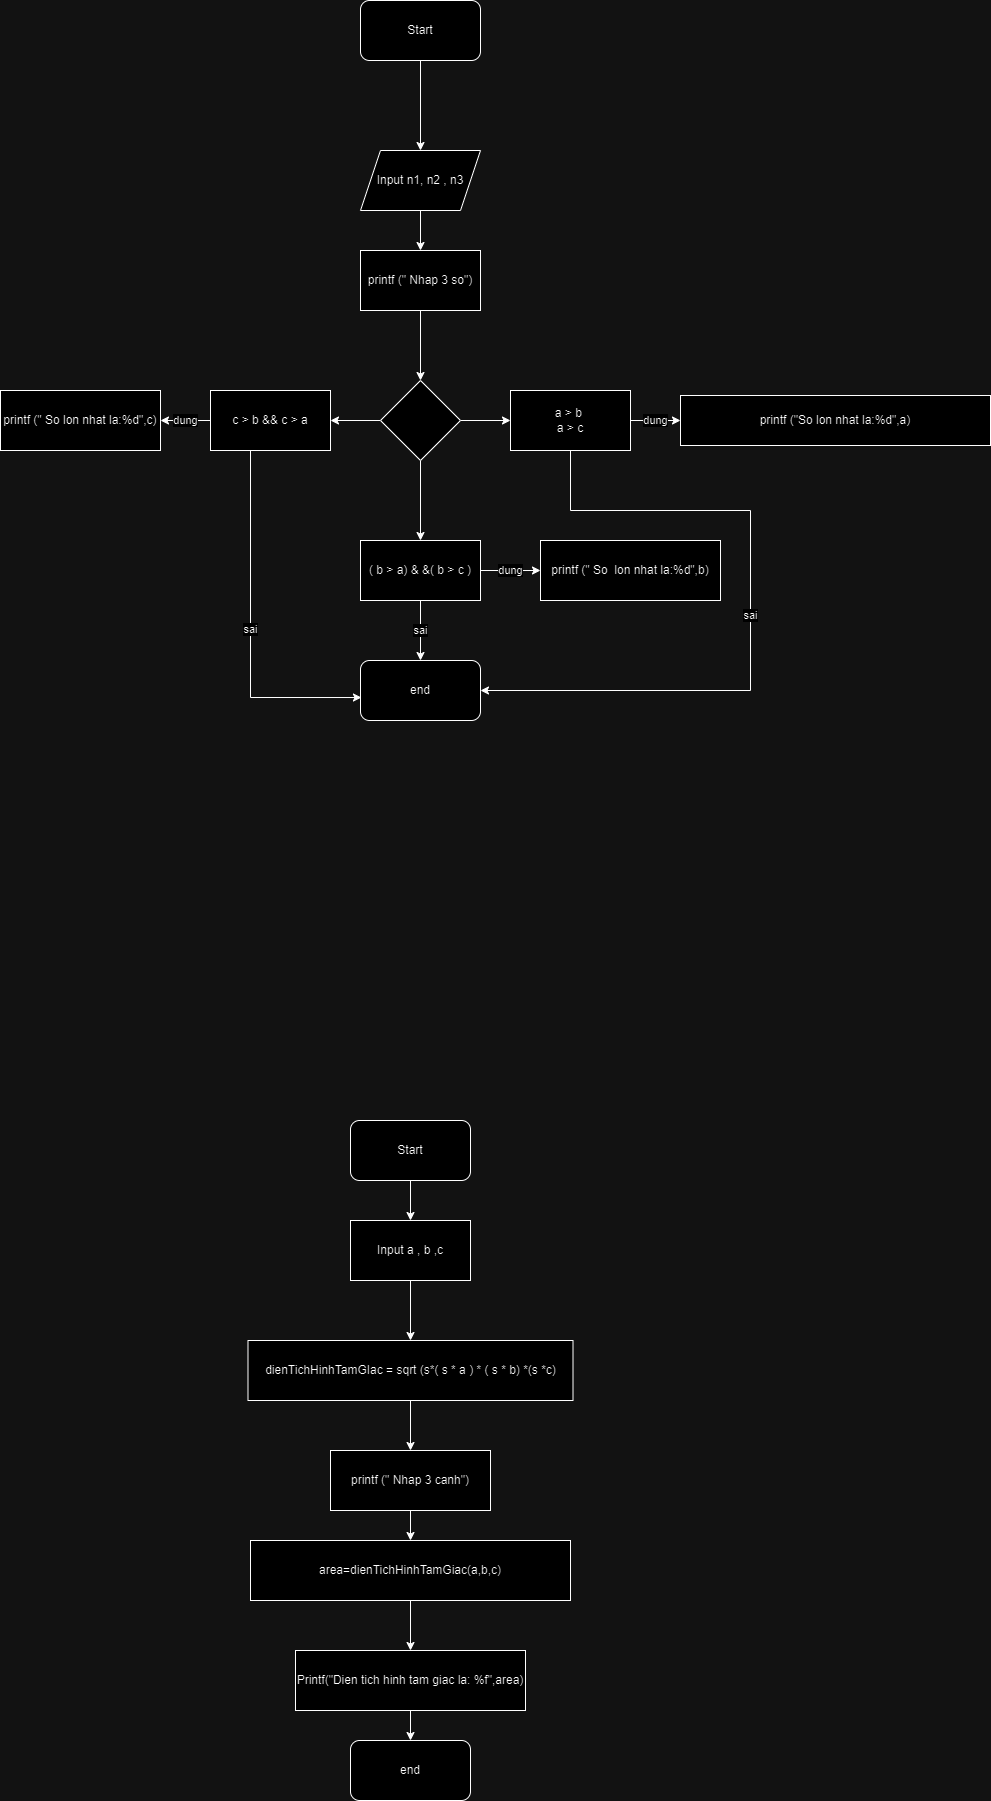 Start
Input n1, n2 , n3
printf (" Nhap 3 so")
printf (" So lon nhat la:%d",c)
dung
c > b && c > a
a > b
a > c
dung
printf ("So lon nhat la:%d",a)
( b > a) & &( b > c )
dung
printf (" So  lon nhat la:%d",b)
sai
sai
sai
end
Start
Input a , b ,c
dienTichHinhTamGIac = sqrt (s*( s * a ) * ( s * b) *(s *c)
printf (" Nhap 3 canh")
area=dienTichHinhTamGiac(a,b,c)
Printf("Dien tich hinh tam giac la: %f",area)
end